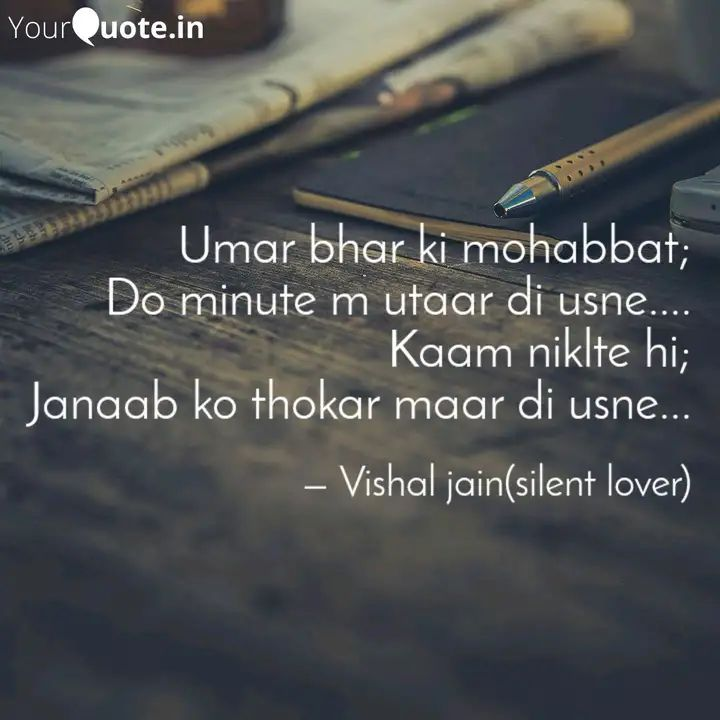 YourQuote.in
Umar bhar ki mohabbat;
Do minute m utaar di usne....
Kaam niklte hi;
Janaab ko thokar maar di usne...
— Vishal jain(silent lover)